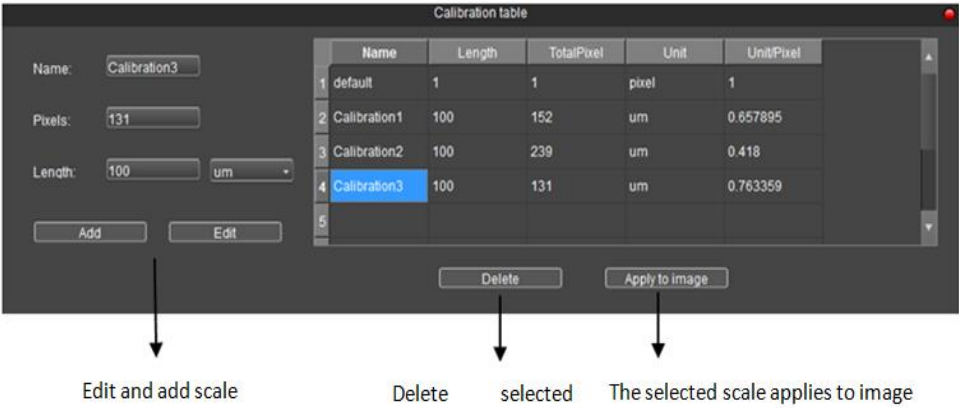 Calibration table
Name: Calibration3
Pixels: 131
Length: 100 um
Add Edit
Name Length TotalPixel Unit Unit/Pixel
1 default 1 1 pixel 1
2 Calibration1 100 152 um 0.657895
3 Calibration2 100 239 um 0.418
4 Calibration3 100 131 um 0.763359
5
Delete Apply to image
Edit and add scale
Delete selected
The selected scale applies to image